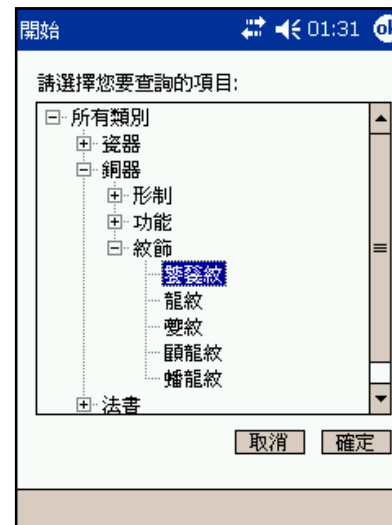 開始 01:31 ok
請選擇您要查詢的項目:
所有類別
瓷器
銅器
形制
功能
紋飾
饕餮紋
龍紋
夔紋
顧龍紋
蟠龍紋
法書
取消 確定